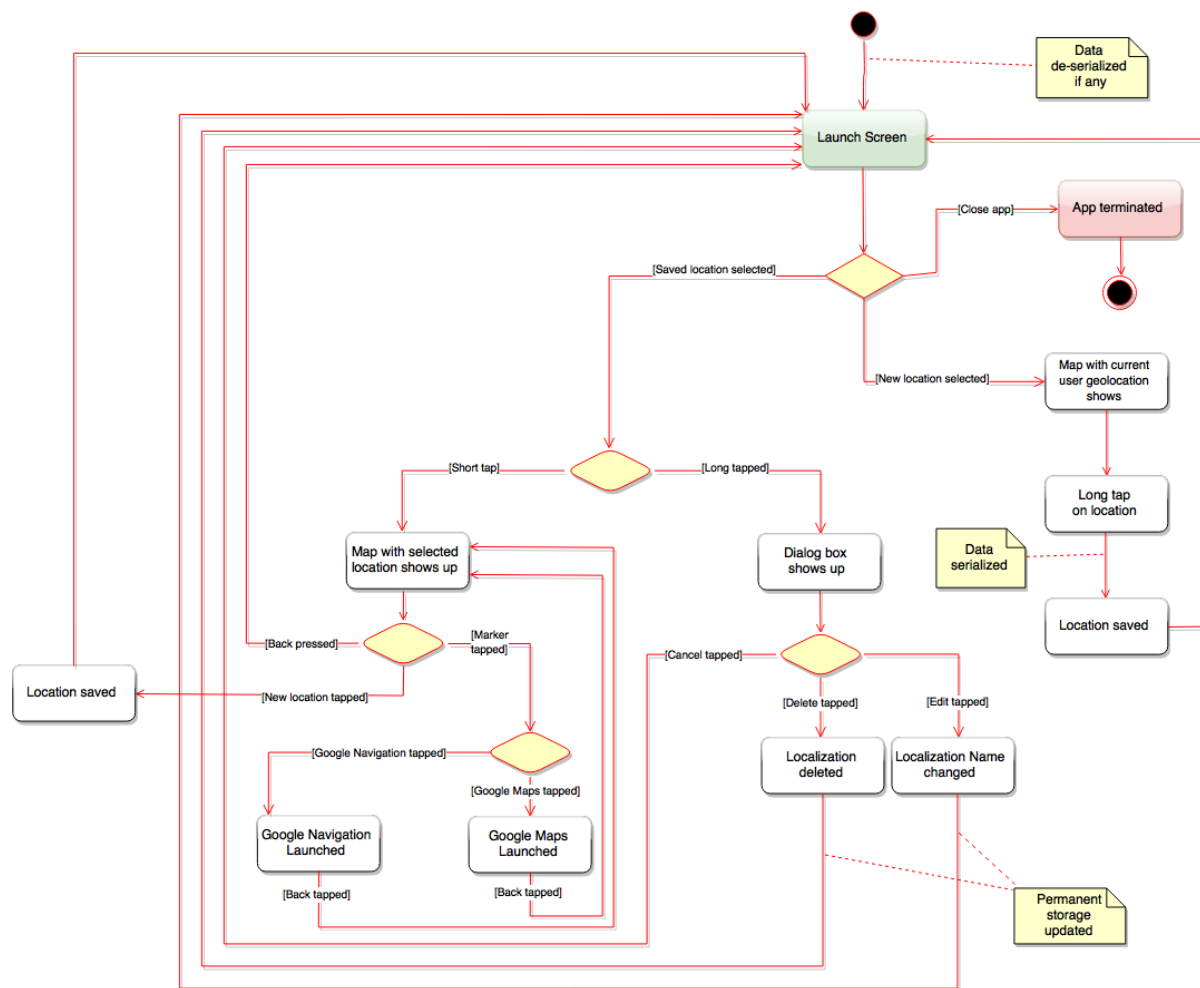 Data
de-serialized
if any
Launch Screen
[Close app]
App terminated
[Saved location selected]
[New location selected]
Map with current
user geolocation
shows
[Short tap]
[Long tapped]
Long tap
on location
Map with selected
location shows up
Dialog box
shows up
Data
serialized
Location saved
[Back pressed]
[Marker
tapped]
[Cancel tapped]
Location saved
[New location tapped]
[Delete tapped]
[Edit tapped]
[Google Navigation tapped]
Localization
deleted
Localization Name
changed
[Google Maps tapped]
Google Navigation
Launched
Google Maps
Launched
[Back tapped]
[Back tapped]
Permanent
storage
updated